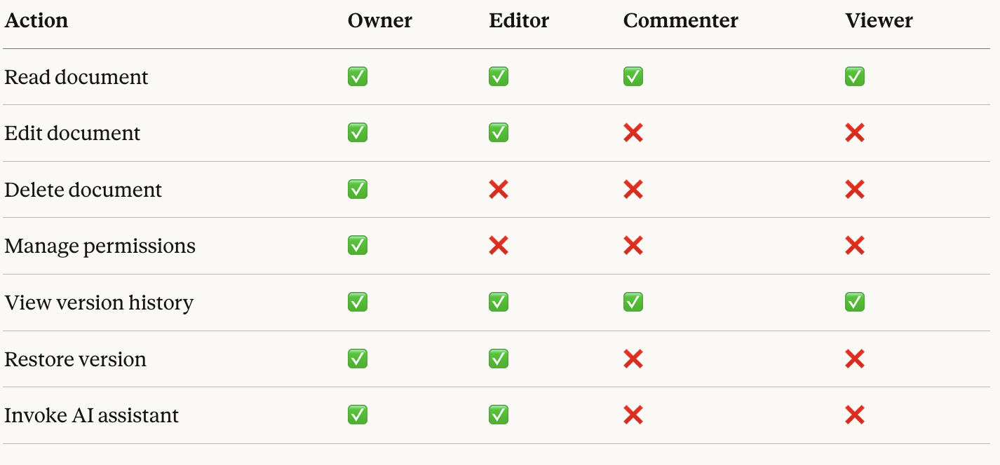 Action Owner Editor Commenter Viewer
Read document ✅ ✅ ✅ ✅
Edit document ✅ ✅ ❌ ❌
Delete document ✅ ❌ ❌ ❌
Manage permissions ✅ ❌ ❌ ❌
View version history ✅ ✅ ✅ ✅
Restore version ✅ ✅ ❌ ❌
Invoke AI assistant ✅ ✅ ❌ ❌